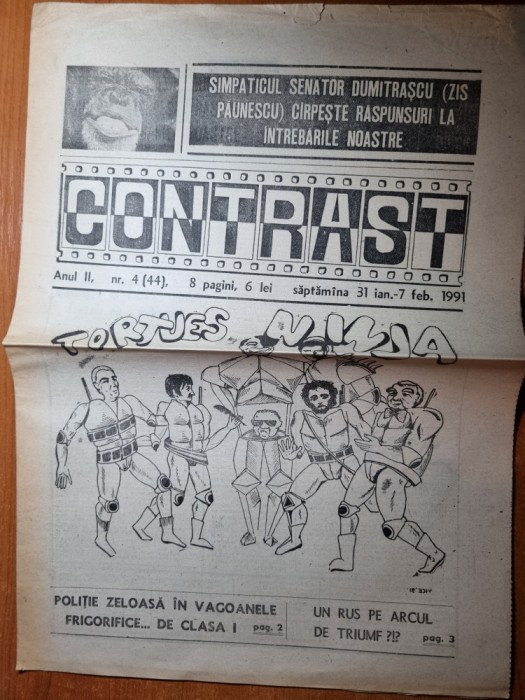 SIMPATICUL SENATOR DUMITRAȘCU (ZIS
PĂUNESCU) CÎRPEȘTE RĂSPUNSURI LA
ÎNTREBĂRILE NOASTRE
CONTRAST
Anul II, nr. 4 (44), 8 pagini, 6 lei săptămîna 31 ian.-7 feb. 1991
TORTUES NINJA
POLIȚIE ZELOASĂ ÎN VAGOANELE
FRIGORIFICE... DE CLASA I pag. 2
UN RUS PE ARCUL
DE TRIUMF ?!? pag. 3